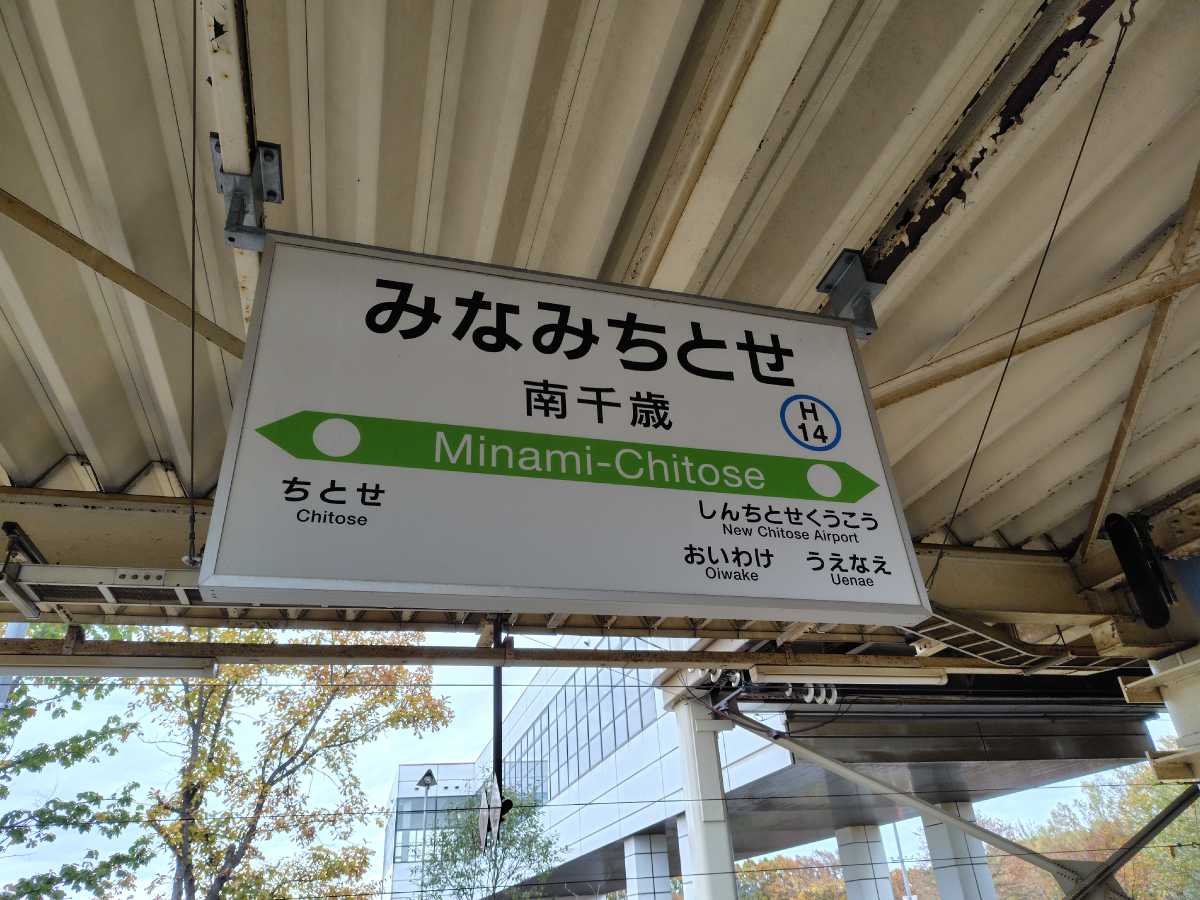 みなみちとせ
南千歳
H
14
Minami-Chitose
ちとせ
Chitose
しんちとせくうこう
New Chitose Airport
おいわけ うえなえ
Oiwake Uenae